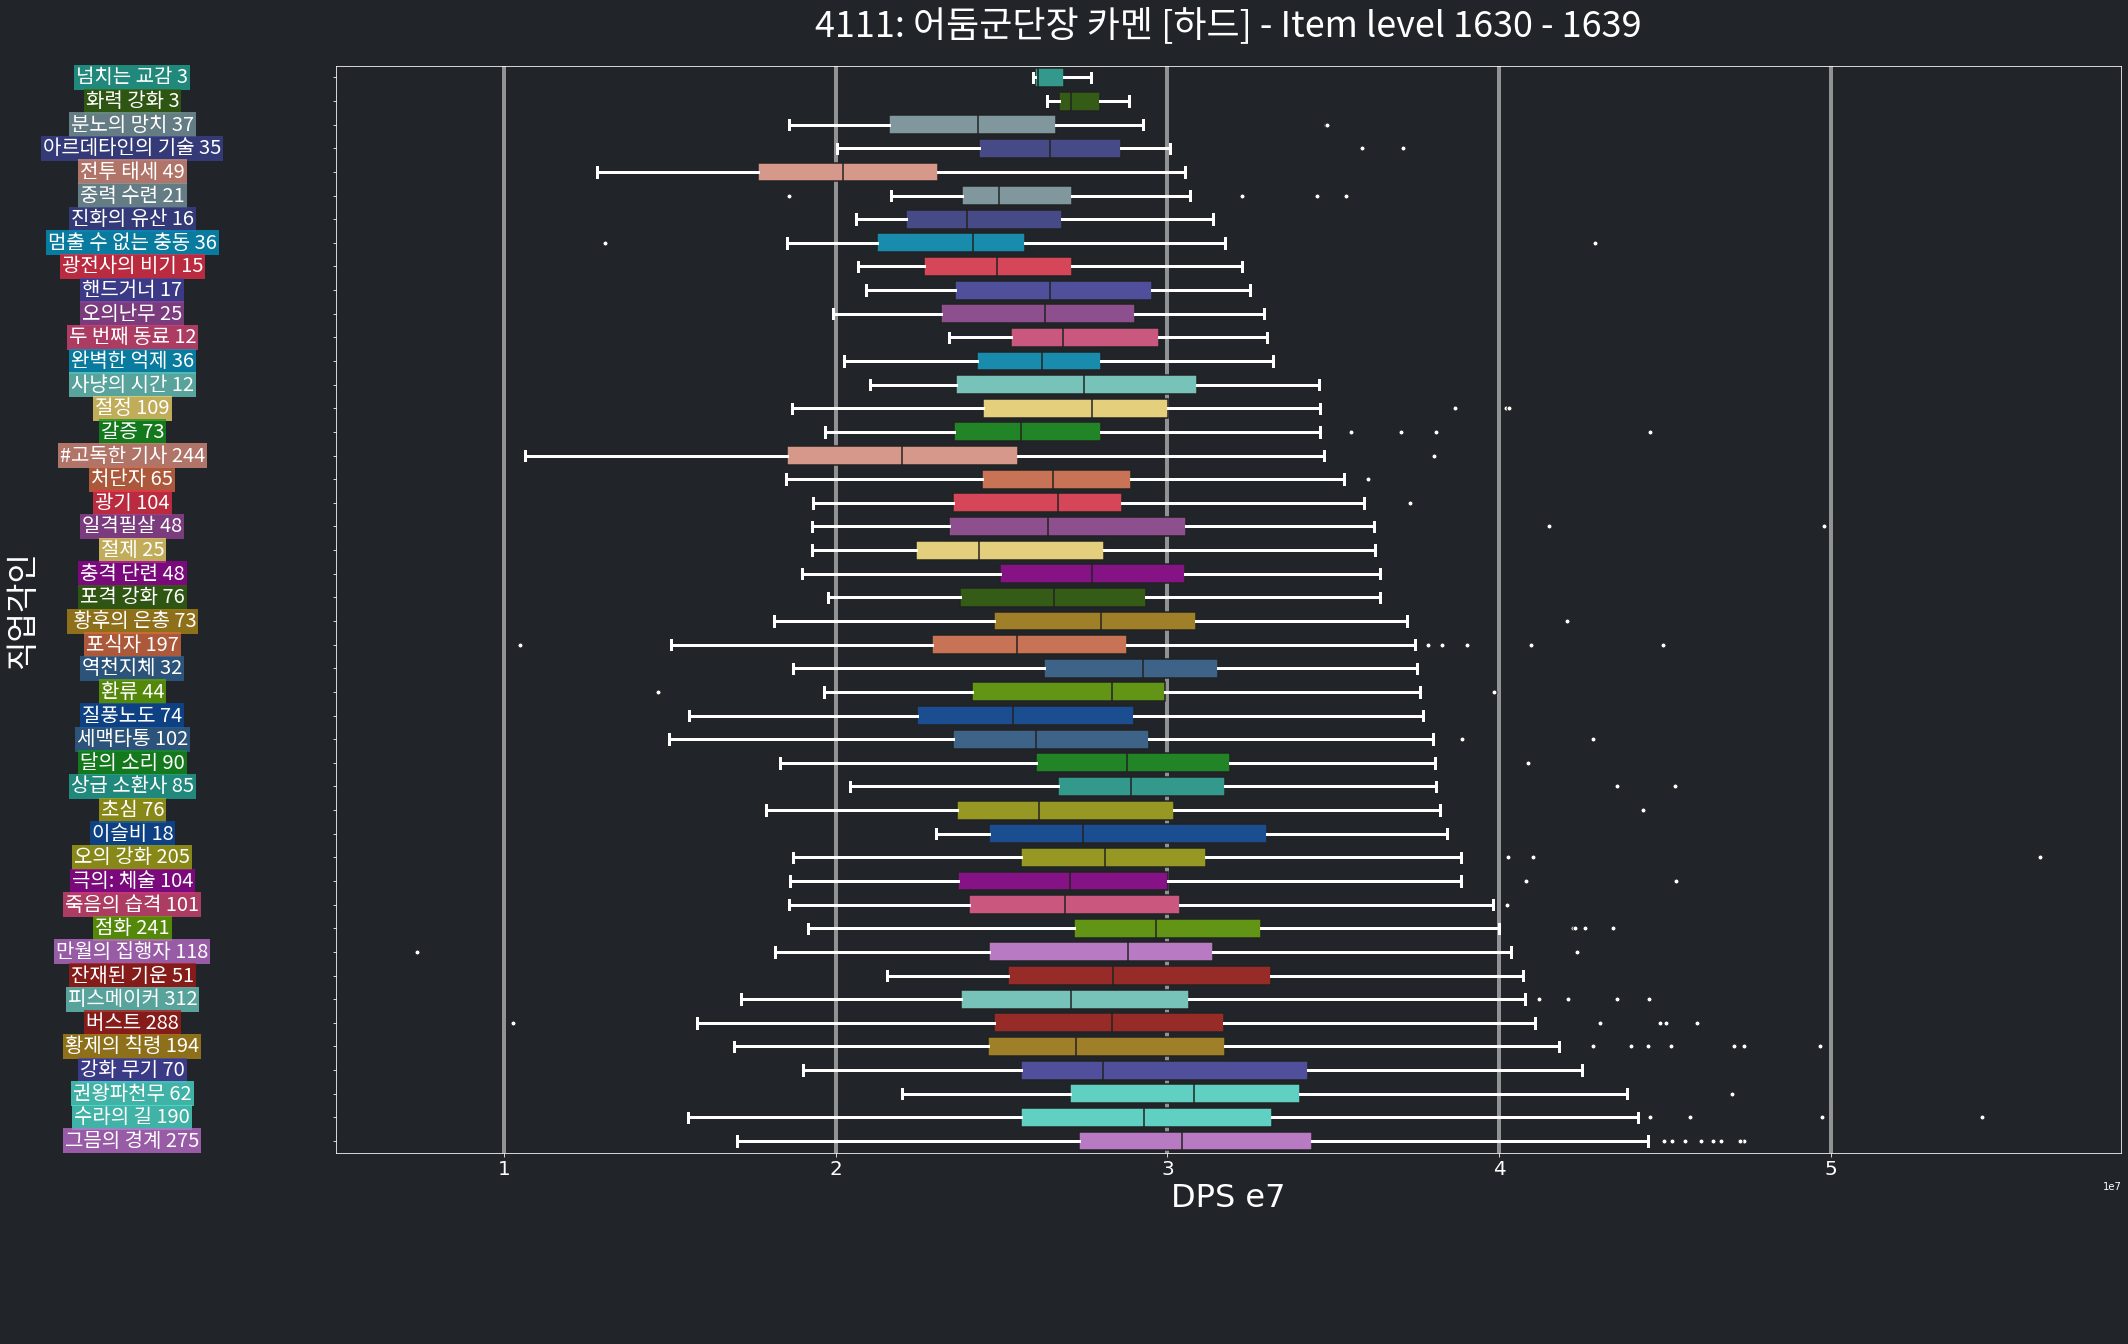 4111: 어둠군단장 카멘 [하드] - Item level 1630 - 1639
넘치는 교감 3
화력 강화 3
분노의 망치 37
아르데타인의 기술 35
전투 태세 49
중력 수련 21
진화의 유산 16
멈출 수 없는 충동 36
광전사의 비기 15
핸드거너 17
오의난무 25
두 번째 동료 12
완벽한 억제 36
사냥의 시간 12
절정 109
갈증 73
#고독한 기사 244
처단자 65
광기 104
일격필살 48
절제 25
충격 단련 48
포격 강화 76
황후의 은총 73
포식자 197
역천지체 32
환류 44
질풍노도 74
세맥타통 102
달의 소리 90
상급 소환사 85
초심 76
이슬비 18
오의 강화 205
극의: 체술 104
죽음의 습격 101
점화 241
만월의 집행자 118
잔재된 기운 51
피스메이커 312
버스트 288
황제의 칙령 194
강화 무기 70
권왕파천무 62
수라의 길 190
그믐의 경계 275
직업각인
1 2 3 4 5
DPS e7
1e7